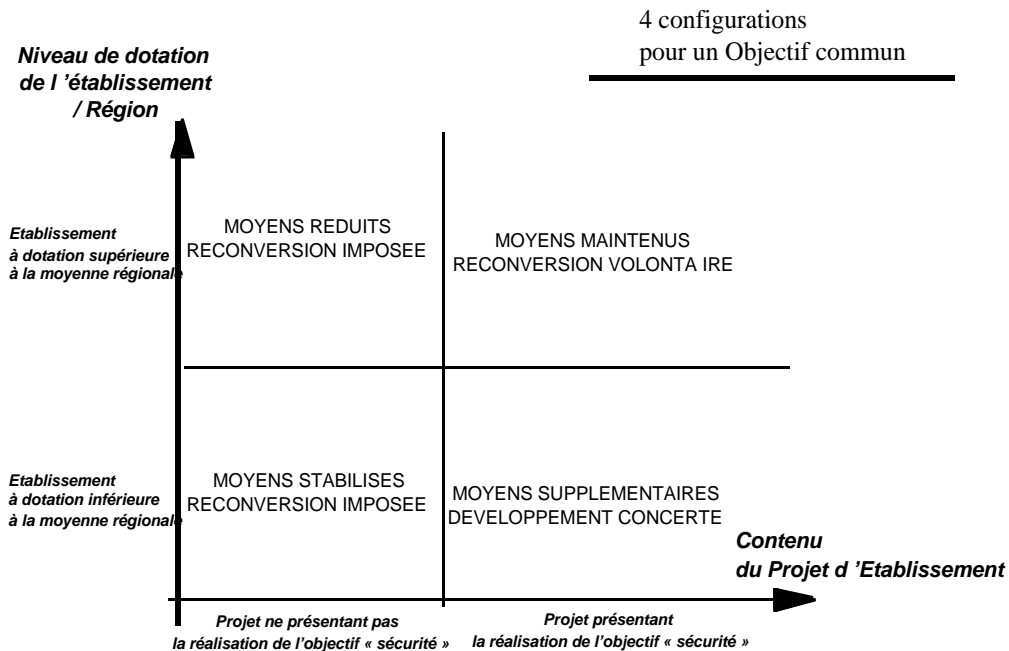 4 configurations
pour un Objectif commun
Niveau de dotation
de l ’établissement
/ Région
Etablissement
à dotation supérieure
à la moyenne régionale
MOYENS REDUITS
RECONVERSION IMPOSEE
MOYENS MAINTENUS
RECONVERSION VOLONTA IRE
Etablissement
à dotation inférieure
à la moyenne régionale
MOYENS STABILISES
RECONVERSION IMPOSEE
MOYENS SUPPLEMENTAIRES
DEVELOPPEMENT CONCERTE
Contenu
du Projet d ’Etablissement
Projet ne présentant pas
la réalisation de l’objectif « sécurité »
Projet présentant
la réalisation de l’objectif « sécurité »